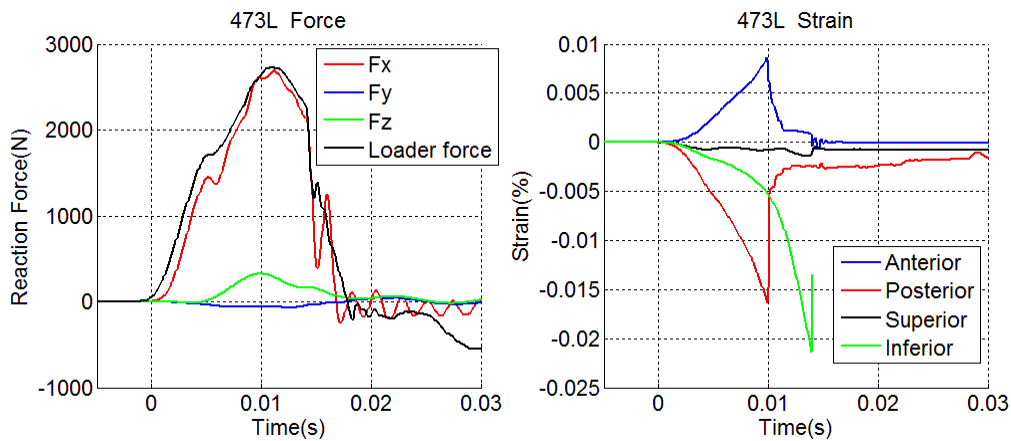 473L  Force
3000
2000
1000
0
-1000
Reaction Force(N)
Fx
Fy
Fz
Loader force
0
0.01
0.02
0.03
Time(s)
473L  Strain
0.01
0.005
0
-0.005
-0.01
-0.015
-0.02
-0.025
Strain(%)
Anterior
Posterior
Superior
Inferior
0
0.01
0.02
0.03
Time(s)